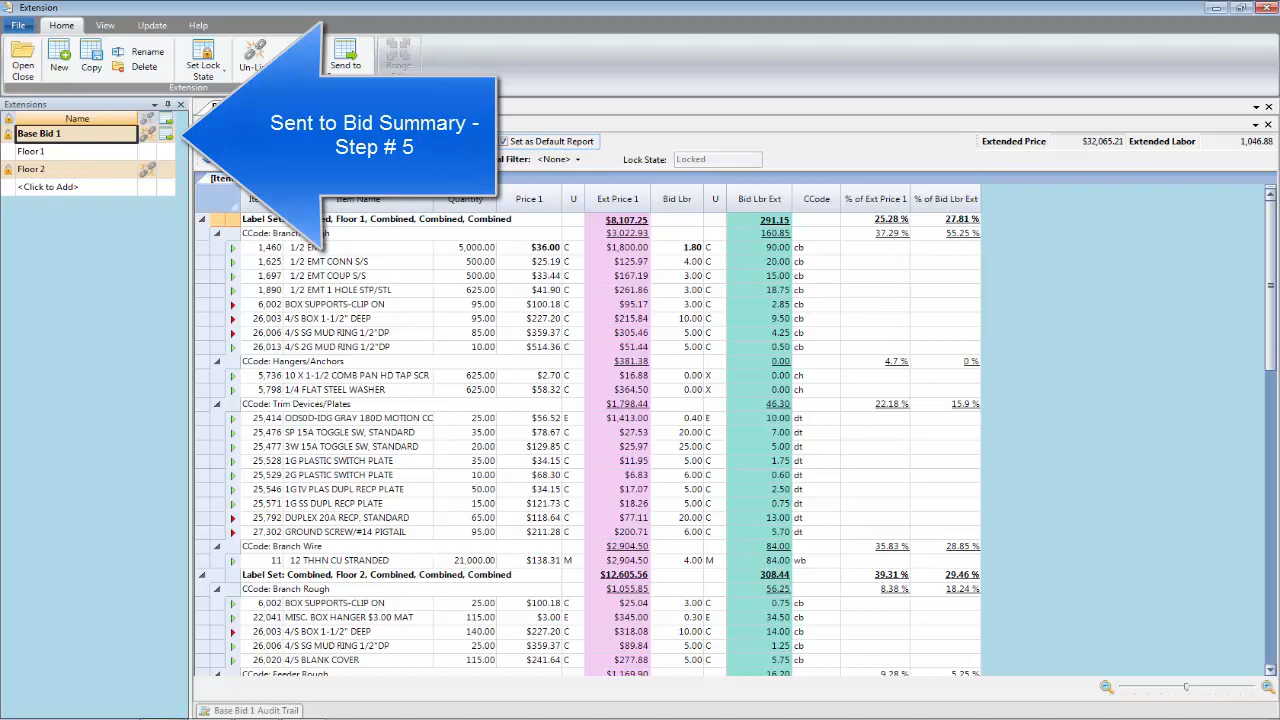 Extension
File Home View Update Help
Open Close New Copy Rename Delete Set Lock State Un-Li Send to
Extension
Extensions
Name
Base Bid 1
Floor 1
Floor 2
<Click to Add>
Sent to Bid Summary -
Step # 5
Set as Default Report Extended Price $32,065.21 Extended Labor 1,046.88
al Filter: <None> Lock State: Locked
[Item
Item Name Quantity Price 1 U Ext Price 1 Bid Lbr U Bid Lbr Ext CCode % of Ext Price 1 % of Bid Lbr Ext
Label Set: Combined, Floor 1, Combined, Combined, Combined $8,107.25 291.15 25.28 % 27.81 %
CCode: Branch Rough $3,022.93 160.85 37.29 % 55.25 %
1,460 1/2 EMT 5,000.00 $36.00 C $1,800.00 1.80 C 90.00 cb
1,625 1/2 EMT CONN S/S 500.00 $25.19 C $125.97 4.00 C 20.00 cb
1,697 1/2 EMT COUP S/S 500.00 $33.44 C $167.19 3.00 C 15.00 cb
1,890 1/2 EMT 1 HOLE STP/STL 625.00 $41.90 C $261.86 3.00 C 18.75 cb
6,002 BOX SUPPORTS-CLIP ON 95.00 $100.18 C $95.17 3.00 C 2.85 cb
26,003 4/S BOX 1-1/2" DEEP 95.00 $227.20 C $215.84 10.00 C 9.50 cb
26,006 4/S SG MUD RING 1/2"DP 85.00 $359.37 C $305.46 5.00 C 4.25 cb
26,013 4/S 2G MUD RING 1/2"DP 10.00 $514.36 C $51.44 5.00 C 0.50 cb
CCode: Hangers/Anchors $381.38 0.00 4.7 % 0 %
5,736 10 X 1-1/2 COMB PAN HD TAP SCR 625.00 $2.70 C $16.88 0.00 X 0.00 ch
5,798 1/4 FLAT STEEL WASHER 625.00 $58.32 C $364.50 0.00 X 0.00 ch
CCode: Trim Devices/Plates $1,798.44 46.30 22.18 % 15.9 %
25,414 ODS0D-IDG GRAY 180D MOTION CC 25.00 $56.52 E $1,413.00 0.40 E 10.00 dt
25,476 SP 15A TOGGLE SW, STANDARD 35.00 $78.67 C $27.53 20.00 C 7.00 dt
25,477 3W 15A TOGGLE SW, STANDARD 20.00 $129.85 C $25.97 25.00 C 5.00 dt
25,528 1G PLASTIC SWITCH PLATE 35.00 $34.15 C $11.95 5.00 C 1.75 dt
25,529 2G PLASTIC SWITCH PLATE 10.00 $68.30 C $6.83 6.00 C 0.60 dt
25,546 1G IV PLAS DUPL RECP PLATE 50.00 $34.15 C $17.07 5.00 C 2.50 dt
25,571 1G SS DUPL RECP PLATE 15.00 $121.73 C $18.26 5.00 C 0.75 dt
25,792 DUPLEX 20A RECP, STANDARD 65.00 $118.64 C $77.11 20.00 C 13.00 dt
27,302 GROUND SCREW/#14 PIGTAIL 95.00 $211.28 C $200.71 6.00 C 5.70 dt
CCode: Branch Wire $2,904.50 84.00 35.83 % 28.85 %
11 12 THHN CU STRANDED 21,000.00 $138.31 M $2,904.50 4.00 M 84.00 wb
Label Set: Combined, Floor 2, Combined, Combined, Combined $12,605.56 308.44 39.31 % 29.46 %
CCode: Branch Rough $1,055.85 56.25 8.38 % 18.24 %
6,002 BOX SUPPORTS-CLIP ON 25.00 $100.18 C $25.04 3.00 C 0.75 cb
22,041 MISC. BOX HANGER $3.00 MAT 115.00 $3.00 E $345.00 0.30 E 34.50 cb
26,003 4/S BOX 1-1/2" DEEP 140.00 $227.20 C $318.08 10.00 C 14.00 cb
26,006 4/S SG MUD RING 1/2"DP 25.00 $359.37 C $89.84 5.00 C 1.25 cb
26,020 4/S BLANK COVER 115.00 $241.64 C $277.88 5.00 C 5.75 cb
CCode: Feeder Rough $1,169.90 16.20 9.28 % 5.25 %
Base Bid 1 Audit Trail